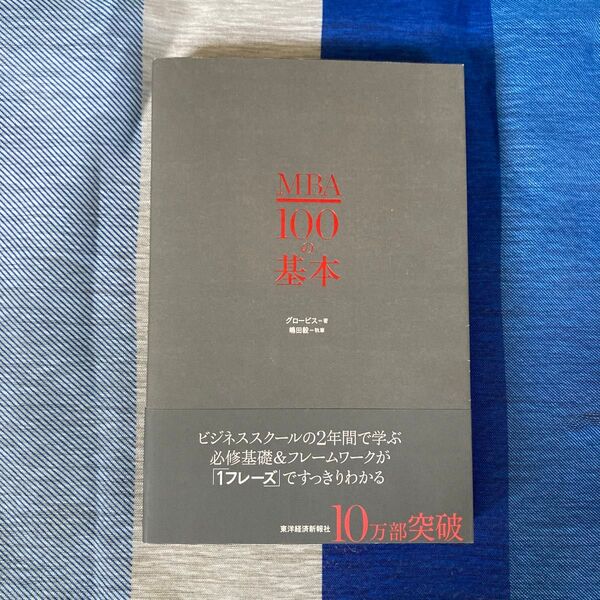 MBA
100
の
基本
グロービス＝著
嶋田毅＝執筆
ビジネススクールの2年間で学ぶ
必修基礎&フレームワークが
「1フレーズ」ですっきりわかる
東洋経済新報社
10万部突破